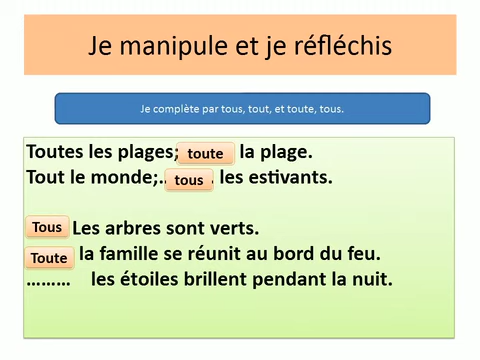 Je manipule et je réfléchis
Je complète par tous, tout, et toute, tous.
Toutes les plages; toute la plage.
Tout le monde;. tous . les estivants.
Tous Les arbres sont verts.
Toute la famille se réunit au bord du feu.
……… les étoiles brillent pendant la nuit.